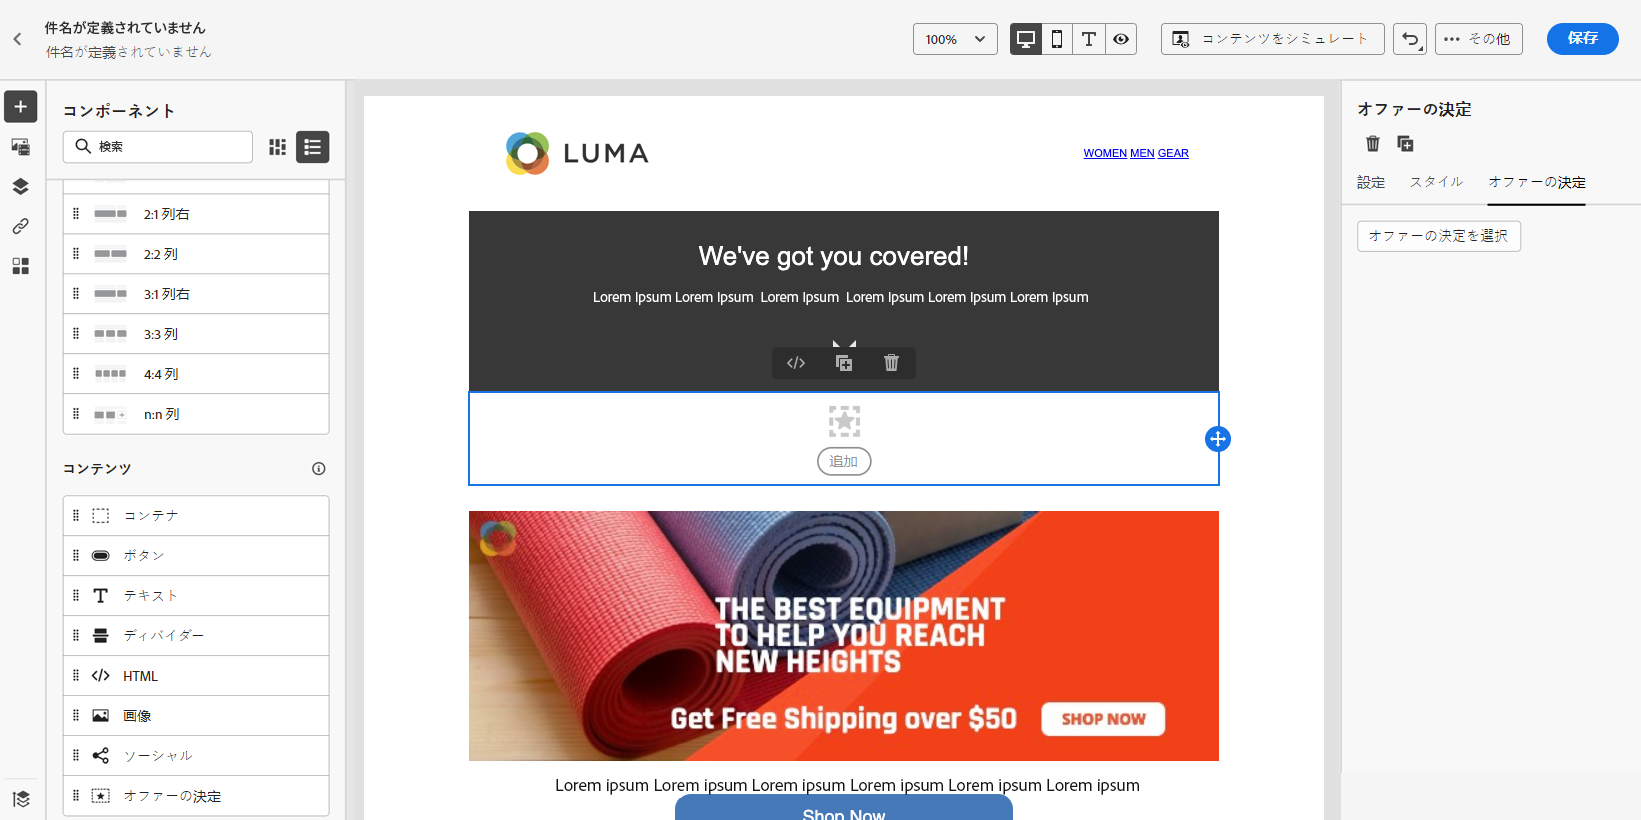 件名が定義されていません
件名が定義されていません
100%
コンテンツをシミュレート
その他
保存
コンポーネント
検索
2:1 列右
2:2 列
3:1 列右
3:3 列
4:4 列
n:n 列
コンテンツ
コンテナ
ボタン
テキスト
ディバイダー
HTML
画像
ソーシャル
オファーの決定
LUMA
WOMEN MEN GEAR
We've got you covered!
Lorem Ipsum Lorem Ipsum Lorem Ipsum Lorem Ipsum Lorem Ipsum Lorem Ipsum
追加
THE BEST EQUIPMENT
TO HELP YOU REACH
NEW HEIGHTS
Get Free Shipping over $50
SHOP NOW
Lorem ipsum Lorem ipsum Lorem ipsum Lorem ipsum Lorem ipsum Lorem ipsum
Shop Now
オファーの決定
設定 スタイル オファーの決定
オファーの決定を選択